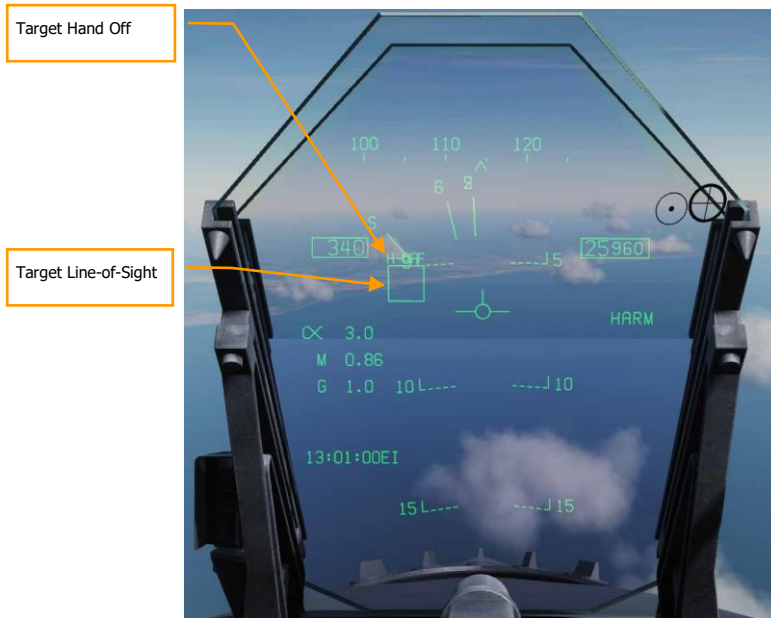 Target Hand Off
100 110 120
6 8
S
340
25960
5
Target Line-of-Sight
HARM
α 3.0
M 0.86
G 1.0
10 10
13:01:00EI
15 15